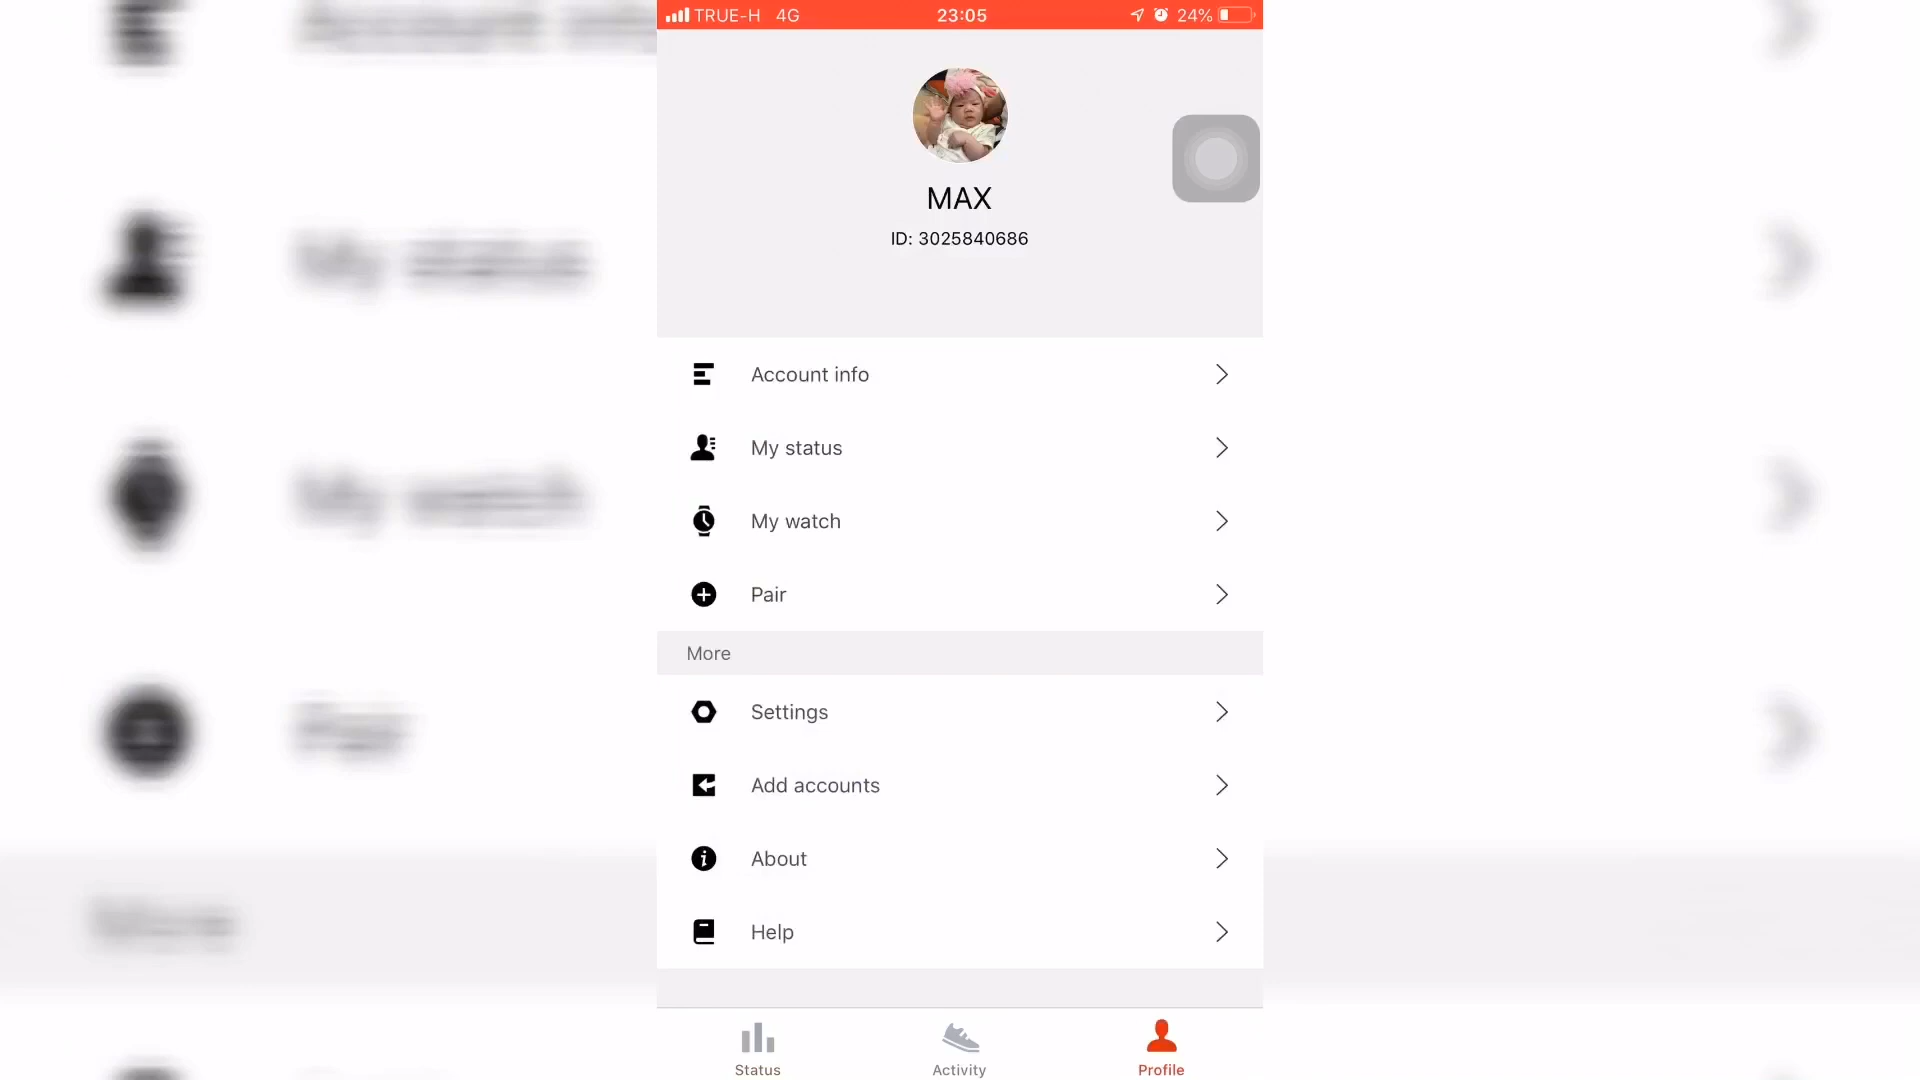 TRUE-H 4G 23:05 24%
MAX
ID: 3025840686
Account info
My status
My watch
Pair
More
Settings
Add accounts
About
Help
Status Activity Profile